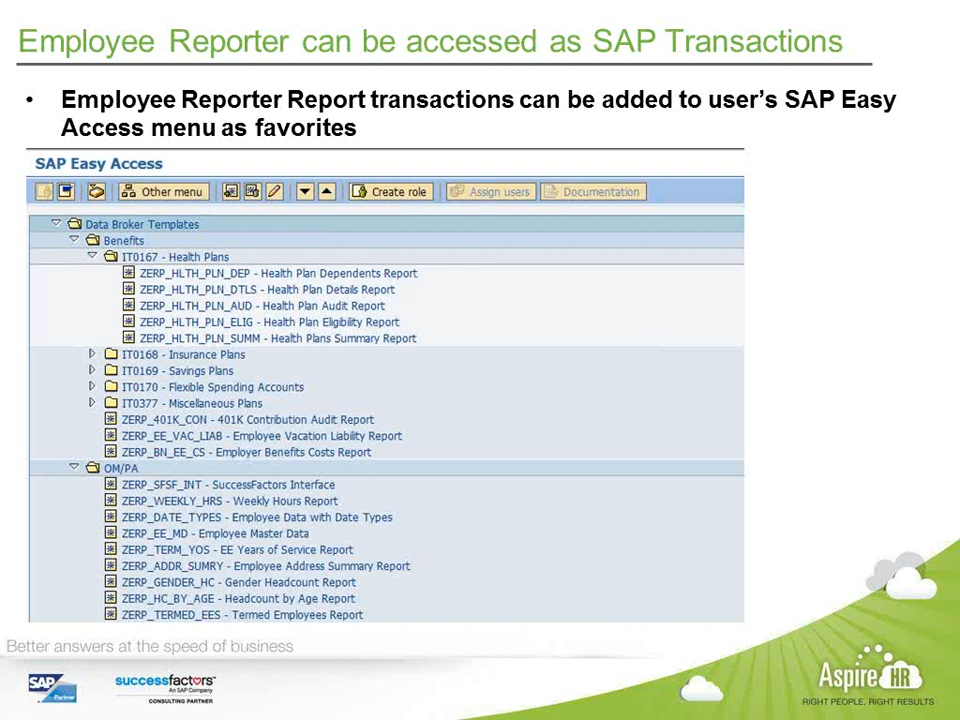 Employee Reporter can be accessed as SAP Transactions
• Employee Reporter Report transactions can be added to user's SAP Easy
Access menu as favorites
SAP Easy Access
Other menu Create role Assign users Documentation
Data Broker Templates
Benefits
IT0167 - Health Plans
ZERP_HLTH_PLN_DEP - Health Plan Dependents Report
ZERP_HLTH_PLN_DTLS - Health Plan Details Report
ZERP_HLTH_PLN_AUD - Health Plan Audit Report
ZERP_HLTH_PLN_ELIG - Health Plan Eligibility Report
ZERP_HLTH_PLN_SUMM - Health Plans Summary Report
IT0168 - Insurance Plans
IT0169 - Savings Plans
IT0170 - Flexible Spending Accounts
IT0377 - Miscellaneous Plans
ZERP_401K_CON - 401K Contribution Audit Report
ZERP_EE_VAC_LIAB - Employee Vacation Liability Report
ZERP_BN_EE_CS - Employer Benefits Costs Report
OM/PA
ZERP_SFSF_INT - SuccessFactors Interface
ZERP_WEEKLY_HRS - Weekly Hours Report
ZERP_DATE_TYPES - Employee Data with Date Types
ZERP_EE_MD - Employee Master Data
ZERP_TERM_YOS - EE Years of Service Report
ZERP_ADDR_SUMRY - Employee Address Summary Report
ZERP_GENDER_HC - Gender Headcount Report
ZERP_HC_BY_AGE - Headcount by Age Report
ZERP_TERMED_EES - Termed Employees Report
Better answers at the speed of business
SAP Partner
successfactors™
An SAP Company
CONSULTING PARTNER
Aspire HR
RIGHT PEOPLE, RIGHT RESULTS